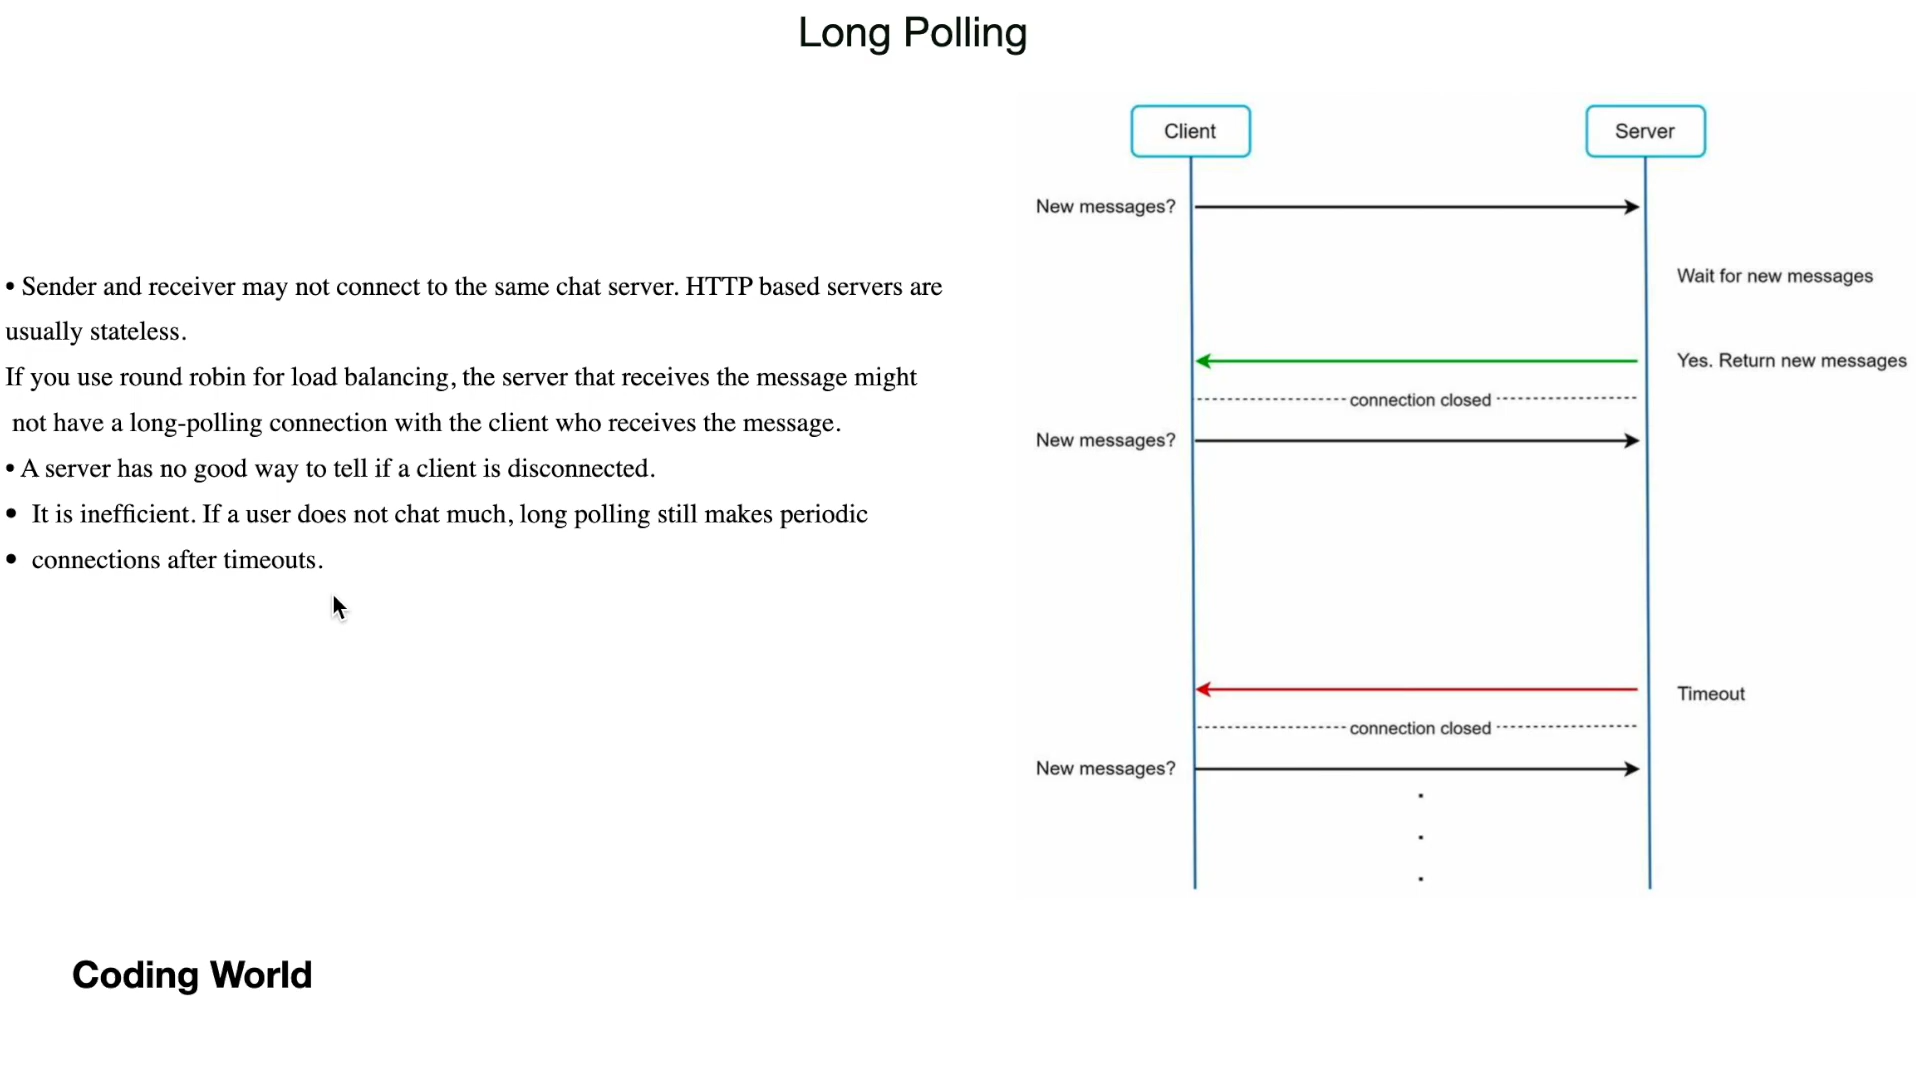 Long Polling
• Sender and receiver may not connect to the same chat server. HTTP based servers are
usually stateless.
If you use round robin for load balancing, the server that receives the message might
not have a long-polling connection with the client who receives the message.
• A server has no good way to tell if a client is disconnected.
• It is inefficient. If a user does not chat much, long polling still makes periodic
• connections after timeouts.
Client
Server
New messages?
Wait for new messages
Yes. Return new messages
connection closed
New messages?
Timeout
connection closed
New messages?
Coding World